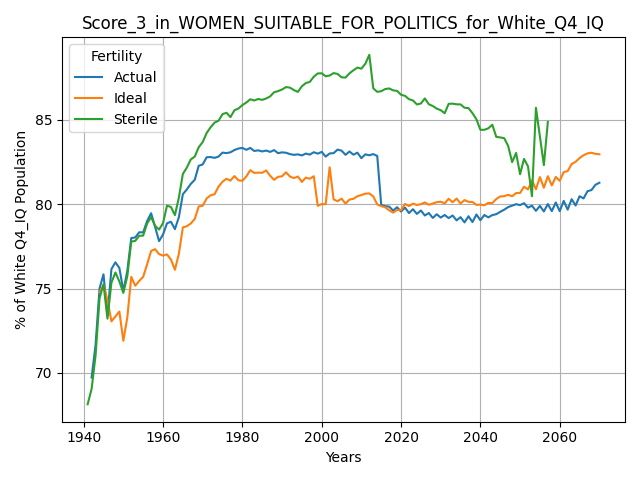 Score_3_in_WOMEN_SUITABLE_FOR_POLITICS_for_White_Q4_IQ
Fertility
Actual
Ideal
Sterile
% of White Q4_IQ Population
85
80
75
70
1940 1960 1980 2000 2020 2040 2060
Years